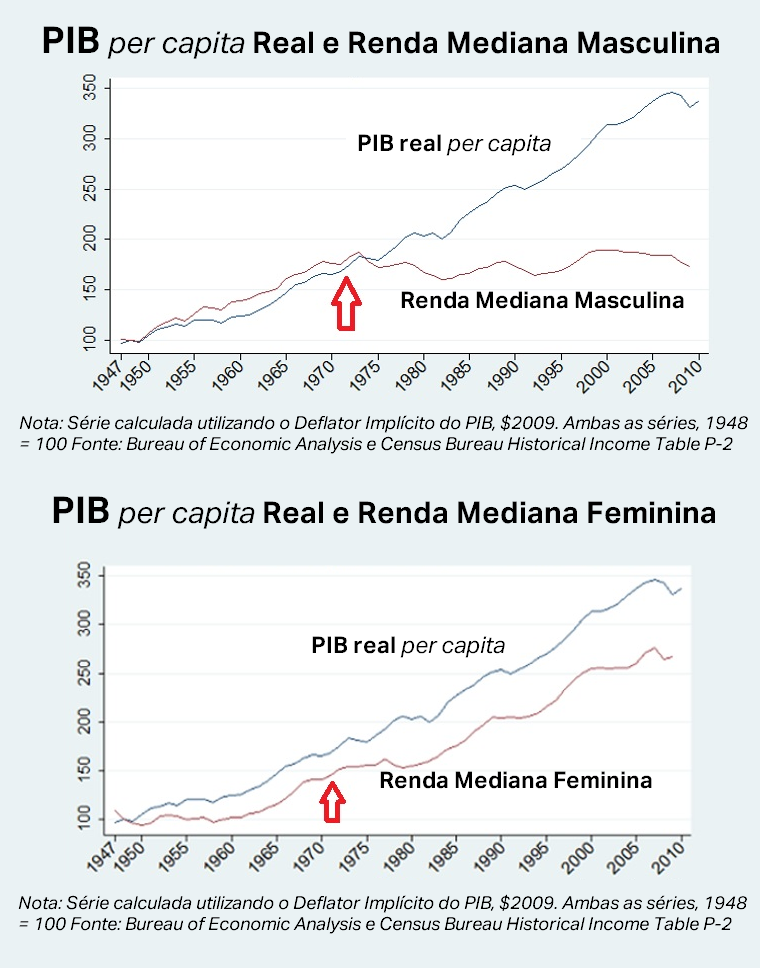 PIB per capita Real e Renda Mediana Masculina
350
300
250
200
150
100
PIB real per capita
Renda Mediana Masculina
1947 1950 1955 1960 1965 1970 1975 1980 1985 1990 1995 2000 2005 2010
Nota: Série calculada utilizando o Deflator Implícito do PIB, $2009. Ambas as séries, 1948
= 100 Fonte: Bureau of Economic Analysis e Census Bureau Historical Income Table P-2
PIB per capita Real e Renda Mediana Feminina
350
300
250
200
150
100
PIB real per capita
Renda Mediana Feminina
1947 1950 1955 1960 1965 1970 1975 1980 1985 1990 1995 2000 2005 2010
Nota: Série calculada utilizando o Deflator Implícito do PIB, $2009. Ambas as séries, 1948
= 100 Fonte: Bureau of Economic Analysis e Census Bureau Historical Income Table P-2